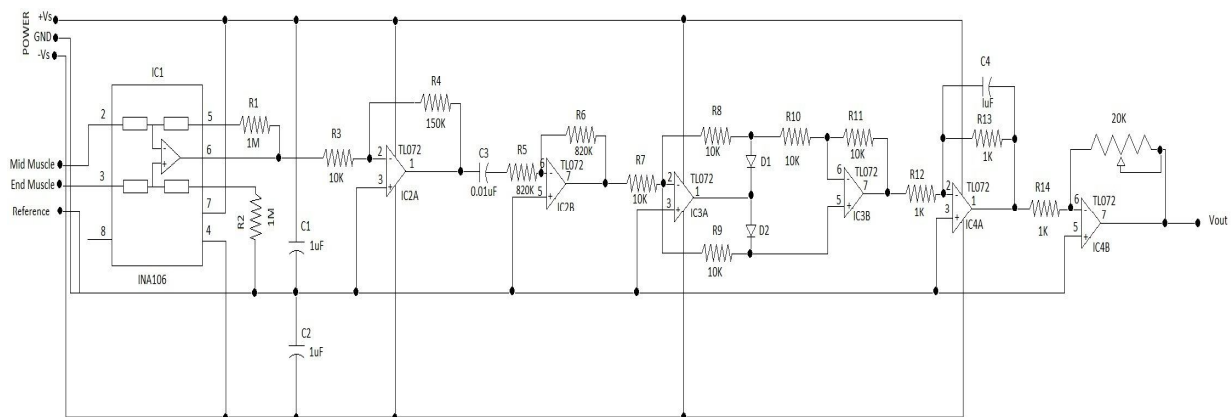 POWER
+Vs
GND
-Vs
IC1
2
5
6
3
7
4
8
INA106
Mid Muscle
End Muscle
Reference
R1
1M
R2
1M
C1
1uF
C2
1uF
R3
10K
R4
150K
2
3
1
TL072
IC2A
C3
0.01uF
R5
820K
R6
820K
TL072
6
5
7
IC2B
R7
10K
2
3
1
TL072
IC3A
R8
10K
D1
D2
R9
10K
R10
10K
R11
10K
TL072
6
5
7
IC3B
R12
1K
C4
1uF
R13
1K
TL072
2
3
1
IC4A
R14
1K
20K
TL072
6
5
7
IC4B
Vout